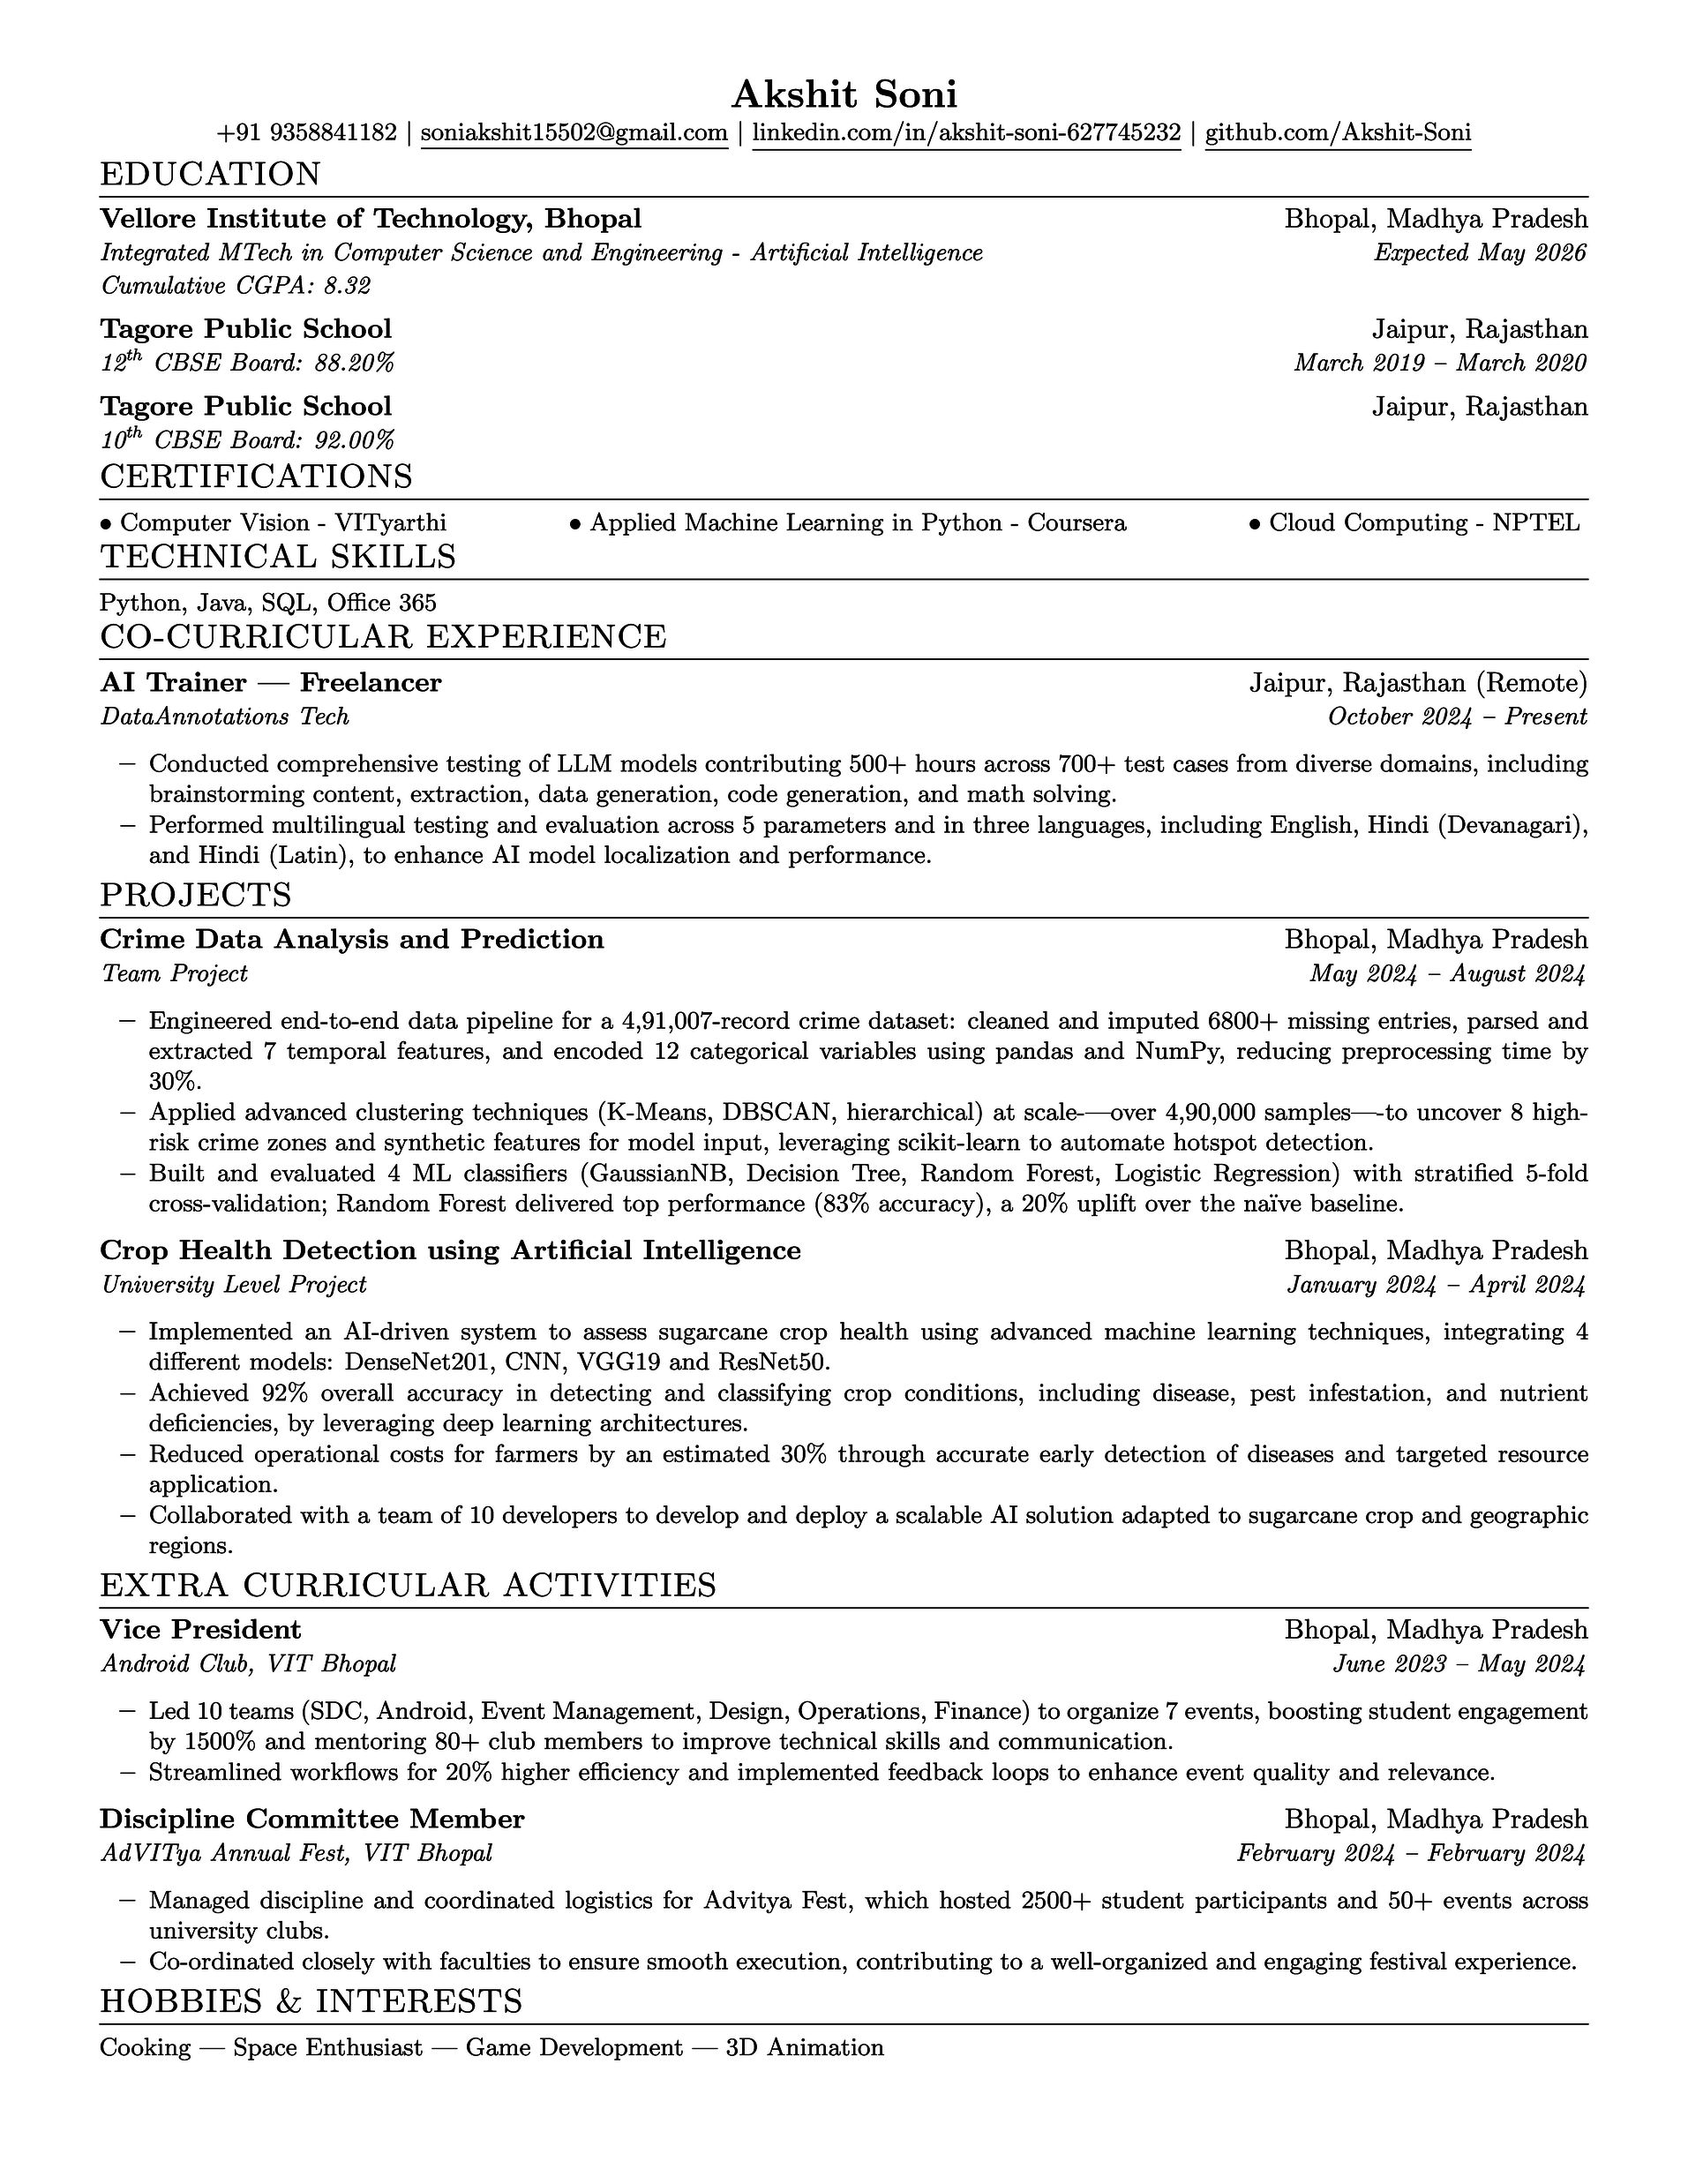 Akshit Soni
+91 9358841182 | soniakshit15502@gmail.com | linkedin.com/in/akshit-soni-627745232 | github.com/Akshit-Soni
EDUCATION
Vellore Institute of Technology, Bhopal Bhopal, Madhya Pradesh
Integrated MTech in Computer Science and Engineering - Artificial Intelligence Expected May 2026
Cumulative CGPA: 8.32
Tagore Public School Jaipur, Rajasthan
12th CBSE Board: 88.20% March 2019 – March 2020
Tagore Public School Jaipur, Rajasthan
10th CBSE Board: 92.00%
CERTIFICATIONS
• Computer Vision - VITyarthi • Applied Machine Learning in Python - Coursera • Cloud Computing - NPTEL
TECHNICAL SKILLS
Python, Java, SQL, Office 365
CO-CURRICULAR EXPERIENCE
AI Trainer — Freelancer Jaipur, Rajasthan (Remote)
DataAnnotations Tech October 2024 – Present
– Conducted comprehensive testing of LLM models contributing 500+ hours across 700+ test cases from diverse domains, including
brainstorming content, extraction, data generation, code generation, and math solving.
– Performed multilingual testing and evaluation across 5 parameters and in three languages, including English, Hindi (Devanagari),
and Hindi (Latin), to enhance AI model localization and performance.
PROJECTS
Crime Data Analysis and Prediction Bhopal, Madhya Pradesh
Team Project May 2024 – August 2024
– Engineered end-to-end data pipeline for a 4,91,007-record crime dataset: cleaned and imputed 6800+ missing entries, parsed and
extracted 7 temporal features, and encoded 12 categorical variables using pandas and NumPy, reducing preprocessing time by
30%.
– Applied advanced clustering techniques (K-Means, DBSCAN, hierarchical) at scale-—over 4,90,000 samples—-to uncover 8 high-
risk crime zones and synthetic features for model input, leveraging scikit-learn to automate hotspot detection.
– Built and evaluated 4 ML classifiers (GaussianNB, Decision Tree, Random Forest, Logistic Regression) with stratified 5-fold
cross-validation; Random Forest delivered top performance (83% accuracy), a 20% uplift over the naïve baseline.
Crop Health Detection using Artificial Intelligence Bhopal, Madhya Pradesh
University Level Project January 2024 – April 2024
– Implemented an AI-driven system to assess sugarcane crop health using advanced machine learning techniques, integrating 4
different models: DenseNet201, CNN, VGG19 and ResNet50.
– Achieved 92% overall accuracy in detecting and classifying crop conditions, including disease, pest infestation, and nutrient
deficiencies, by leveraging deep learning architectures.
– Reduced operational costs for farmers by an estimated 30% through accurate early detection of diseases and targeted resource
application.
– Collaborated with a team of 10 developers to develop and deploy a scalable AI solution adapted to sugarcane crop and geographic
regions.
EXTRA CURRICULAR ACTIVITIES
Vice President Bhopal, Madhya Pradesh
Android Club, VIT Bhopal June 2023 – May 2024
– Led 10 teams (SDC, Android, Event Management, Design, Operations, Finance) to organize 7 events, boosting student engagement
by 1500% and mentoring 80+ club members to improve technical skills and communication.
– Streamlined workflows for 20% higher efficiency and implemented feedback loops to enhance event quality and relevance.
Discipline Committee Member Bhopal, Madhya Pradesh
AdVITya Annual Fest, VIT Bhopal February 2024 – February 2024
– Managed discipline and coordinated logistics for Advitya Fest, which hosted 2500+ student participants and 50+ events across
university clubs.
– Co-ordinated closely with faculties to ensure smooth execution, contributing to a well-organized and engaging festival experience.
HOBBIES & INTERESTS
Cooking — Space Enthusiast — Game Development — 3D Animation